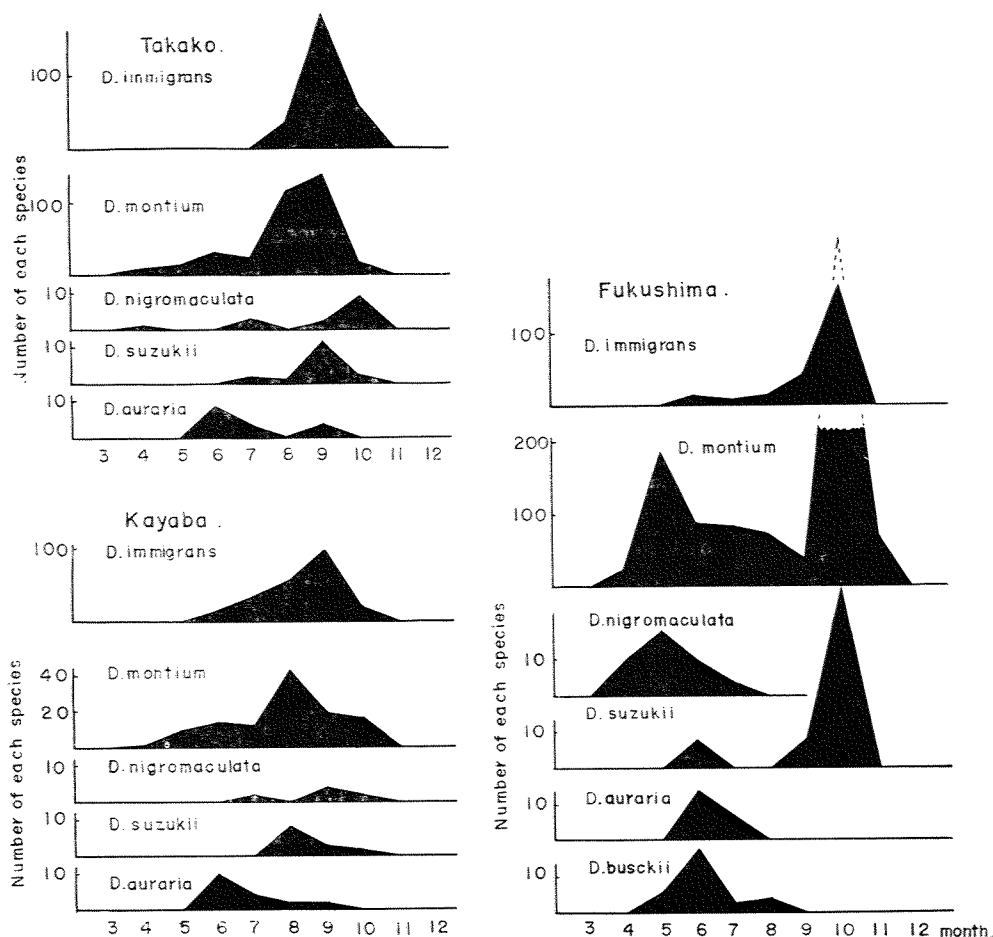 Takako.
100
D. immigrans
Number of each species
100
D. montium
10
D. nigromaculata
10
D. suzukii
10
D. auraria
3 4 5 6 7 8 9 10 11 12
Kayaba.
100
D. immigrans
Number of each species
40
20
D. montium
10
D. nigromaculata
10
D. suzukii
10
D. auraria
3 4 5 6 7 8 9 10 11 12
Fukushima.
100
D. immigrans
200
100
D. montium
Number of each species
10
D. nigromaculata
10
D. suzukii
10
D. auraria
10
D. busckii
3 4 5 6 7 8 9 10 11 12 month.